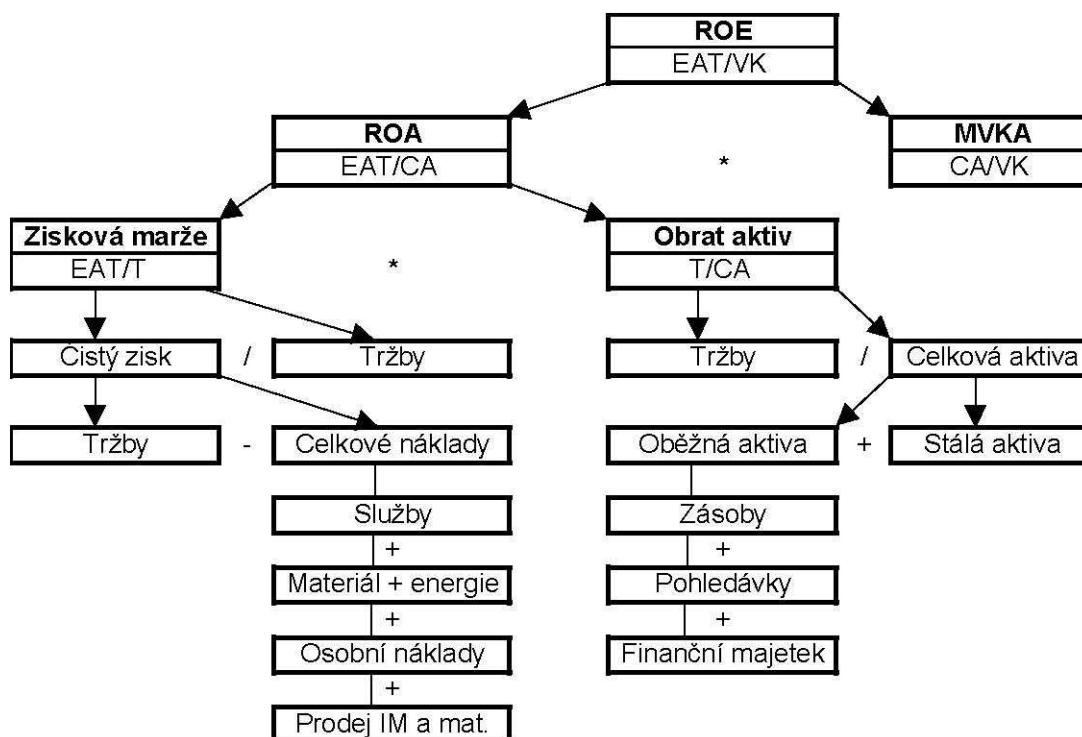 ROE
EAT/VK
ROA
MVKA
EAT/CA
*
CA/VK
Zisková marže
Obrat aktiv
EAT/T
*
T/CA
Čistý zisk / Tržby
Tržby / Celková aktiva
Tržby - Celkové náklady
Oběžná aktiva + Stálá aktiva
Služby
Zásoby
+
+
Materiál + energie
Pohledávky
+
+
Osobní náklady
Finanční majetek
+
Prodej IM a mat.